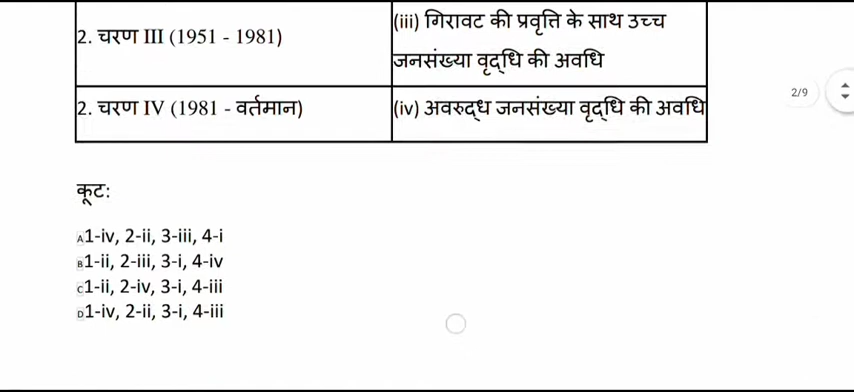 (iii) गिरावट की प्रवृत्ति के साथ उच्च
2. चरण III (1951 - 1981)
जनसंख्या वृद्धि की अवधि
2. चरण IV (1981 - वर्तमान)
(iv) अवरुद्ध जनसंख्या वृद्धि की अवधि
2/9
कूट:
A1-iv, 2-ii, 3-iii, 4-i
B1-ii, 2-iii, 3-i, 4-iv
C1-ii, 2-iv, 3-i, 4-iii
D1-iv, 2-ii, 3-i, 4-iii